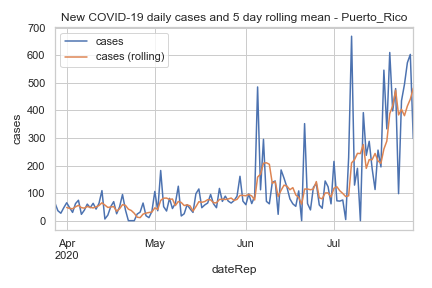 New COVID-19 daily cases and 5 day rolling mean - Puerto_Rico
cases
cases (rolling)
700
600
500
400
300
200
100
0
cases
Apr
2020
May
Jun
Jul
dateRep